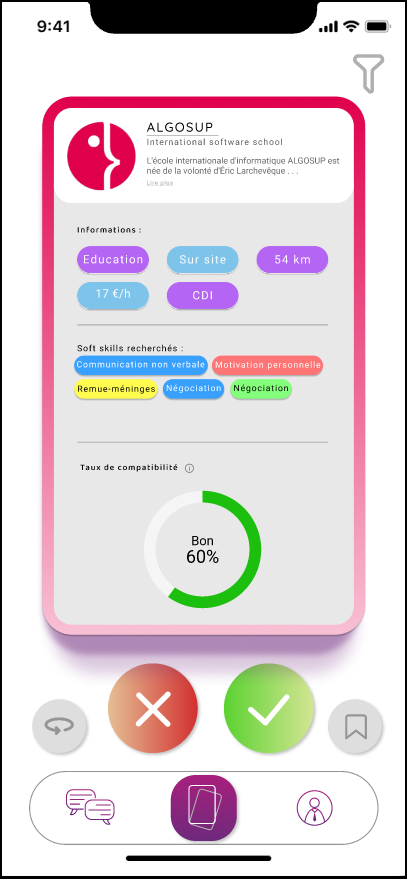 9:41
ALGOSUP
International software school
L'école internationale d'informatique ALGOSUP est
née de la volonté d'Éric Larchevêque . . .
Lire plus
Informations :
Education
Sur site
54 km
17 €/h
CDI
Soft skills recherchés :
Communication non verbale
Motivation personnelle
Remue-méninges
Négociation
Négociation
Taux de compatibilité
Bon
60%